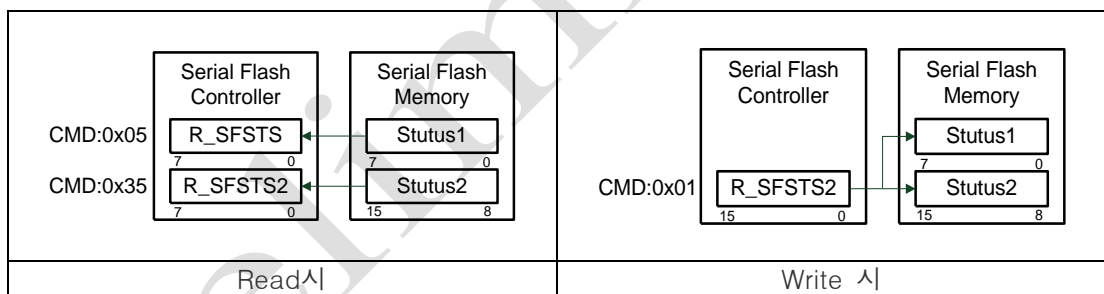 Serial Flash
Controller
Serial Flash
Memory
CMD:0x05
R_SFSTS
Stutus1
7 0
7 0
CMD:0x35
R_SFSTS2
Stutus2
7 0
15 8
Read시
Serial Flash
Controller
Serial Flash
Memory
Stutus1
7 0
CMD:0x01
R_SFSTS2
Stutus2
15 0
15 8
Write 시